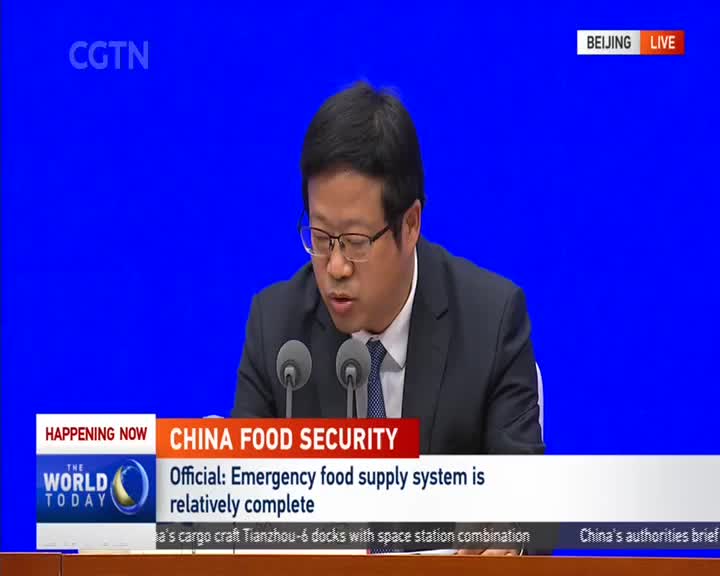 CGTN
BEIJING LIVE
HAPPENING NOW
CHINA FOOD SECURITY
THE
WORLD
TODAY
Official: Emergency food supply system is
relatively complete
's cargo craft Tianzhou-6 docks with space station combination China's authorities brief